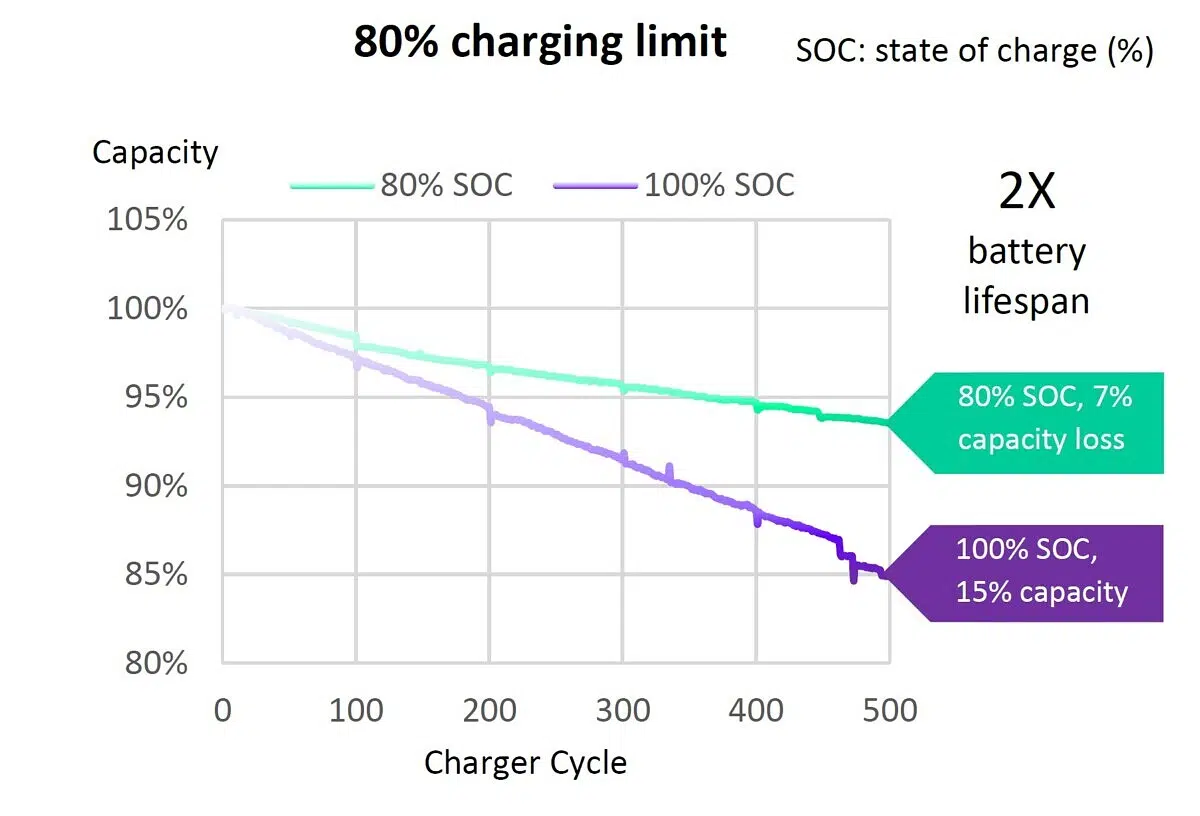 80% charging limit
SOC: state of charge (%)
Capacity
80% SOC
100% SOC
2X
battery
lifespan
105%
100%
95%
90%
85%
80%
80% SOC, 7%
capacity loss
100% SOC,
15% capacity
0 100 200 300 400 500
Charger Cycle